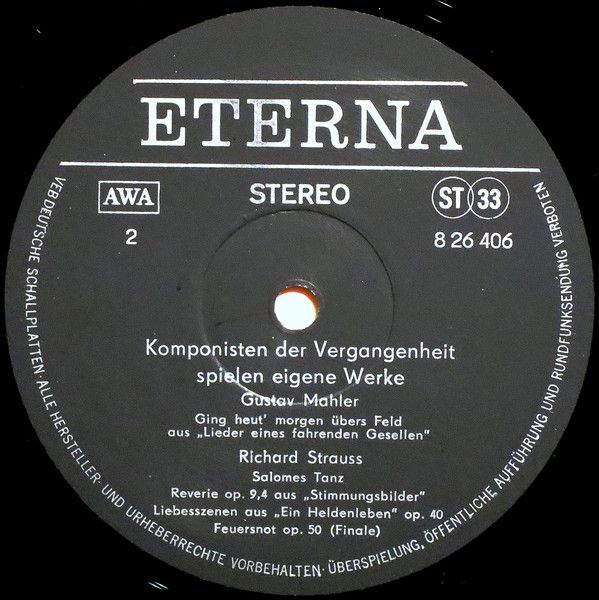 ETERNA
AWA
STEREO
ST 33
2
8 26 406
Komponisten der Vergangenheit
spielen eigene Werke
Gustav Mahler
Ging heut' morgen übers Feld
aus „Lieder eines fahrenden Gesellen"
Richard Strauss
Salomes Tanz
Reverie op. 9,4 aus „Stimmungsbilder"
Liebesszenen aus „Ein Heldenleben" op. 40
Feuersnot op. 50 (Finale)
VEB DEUTSCHE SCHALLPLATTEN · ALLE HERSTELLER- UND URHEBERRECHTE VORBEHALTEN · ÜBERSPIELUNG, ÖFFENTLICHE AUFFÜHRUNG UND RUNDFUNKSENDUNG VERBOTEN